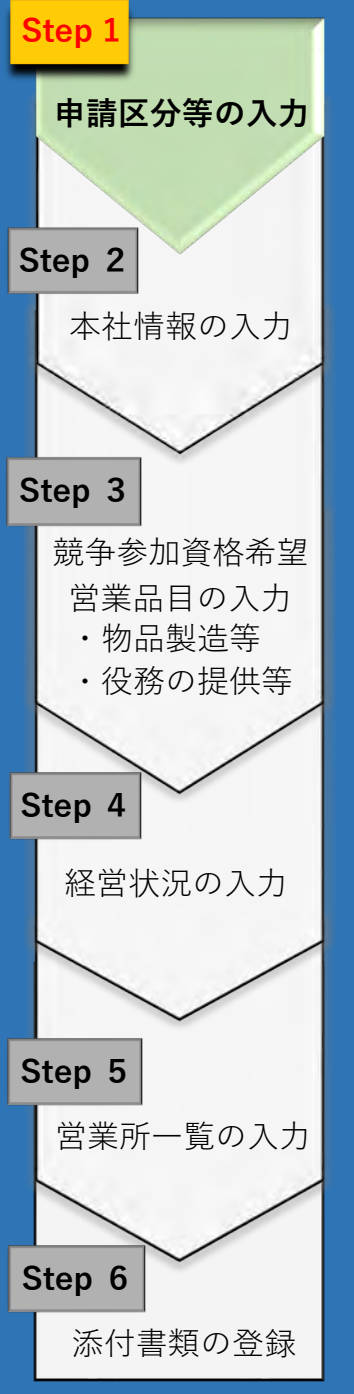 Step 1
申請区分等の入力
Step 2
本社情報の入力
Step 3
競争参加資格希望
営業品目の入力
・物品製造等
・役務の提供等
Step 4
経営状況の入力
Step 5
営業所一覧の入力
Step 6
添付書類の登録